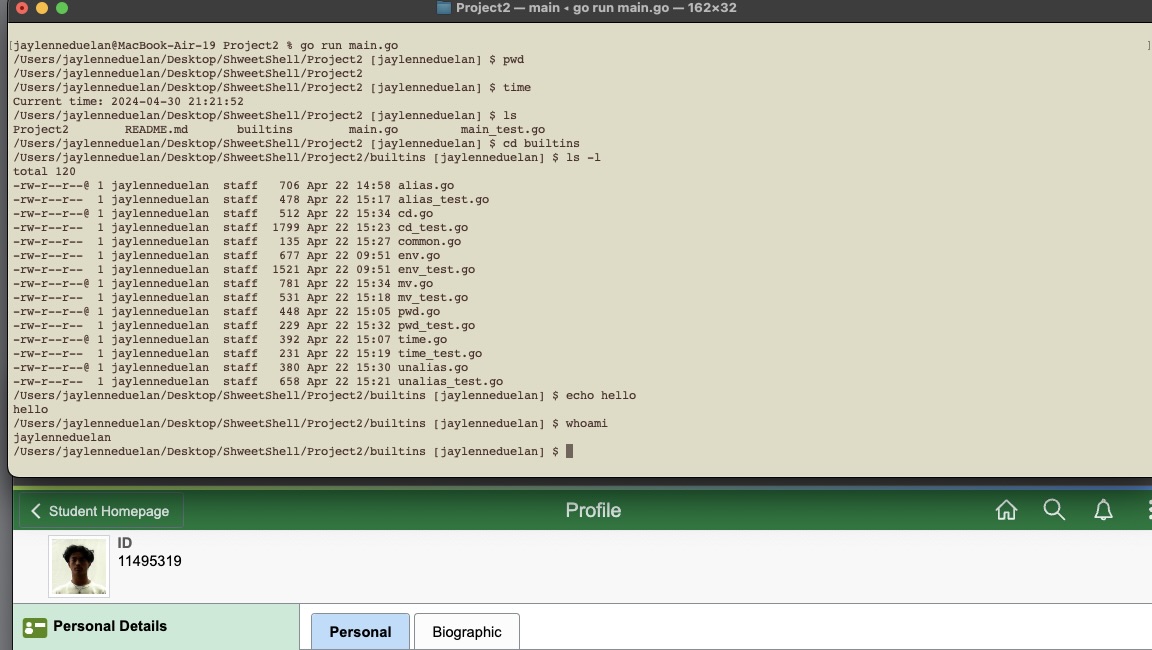 Project2 — main ◂ go run main.go — 162×32
[jaylenneduelan@MacBook-Air-19 Project2 % go run main.go ]
/Users/jaylenneduelan/Desktop/ShweetShell/Project2 [jaylenneduelan] $ pwd
/Users/jaylenneduelan/Desktop/ShweetShell/Project2
/Users/jaylenneduelan/Desktop/ShweetShell/Project2 [jaylenneduelan] $ time
Current time: 2024-04-30 21:21:52
/Users/jaylenneduelan/Desktop/ShweetShell/Project2 [jaylenneduelan] $ ls
Project2        README.md       builtins        main.go         main_test.go
/Users/jaylenneduelan/Desktop/ShweetShell/Project2 [jaylenneduelan] $ cd builtins
/Users/jaylenneduelan/Desktop/ShweetShell/Project2/builtins [jaylenneduelan] $ ls -l
total 120
-rw-r--r--@ 1 jaylenneduelan  staff   706 Apr 22 14:58 alias.go
-rw-r--r--  1 jaylenneduelan  staff   478 Apr 22 15:17 alias_test.go
-rw-r--r--@ 1 jaylenneduelan  staff   512 Apr 22 15:34 cd.go
-rw-r--r--  1 jaylenneduelan  staff  1799 Apr 22 15:23 cd_test.go
-rw-r--r--  1 jaylenneduelan  staff   135 Apr 22 15:27 common.go
-rw-r--r--  1 jaylenneduelan  staff   677 Apr 22 09:51 env.go
-rw-r--r--  1 jaylenneduelan  staff  1521 Apr 22 09:51 env_test.go
-rw-r--r--@ 1 jaylenneduelan  staff   781 Apr 22 15:34 mv.go
-rw-r--r--  1 jaylenneduelan  staff   531 Apr 22 15:18 mv_test.go
-rw-r--r--@ 1 jaylenneduelan  staff   448 Apr 22 15:05 pwd.go
-rw-r--r--  1 jaylenneduelan  staff   229 Apr 22 15:32 pwd_test.go
-rw-r--r--@ 1 jaylenneduelan  staff   392 Apr 22 15:07 time.go
-rw-r--r--  1 jaylenneduelan  staff   231 Apr 22 15:19 time_test.go
-rw-r--r--@ 1 jaylenneduelan  staff   380 Apr 22 15:30 unalias.go
-rw-r--r--  1 jaylenneduelan  staff   658 Apr 22 15:21 unalias_test.go
/Users/jaylenneduelan/Desktop/ShweetShell/Project2/builtins [jaylenneduelan] $ echo hello
hello
/Users/jaylenneduelan/Desktop/ShweetShell/Project2/builtins [jaylenneduelan] $ whoami
jaylenneduelan
/Users/jaylenneduelan/Desktop/ShweetShell/Project2/builtins [jaylenneduelan] $
Student Homepage
Profile
ID
11495319
Personal Details
Personal
Biographic